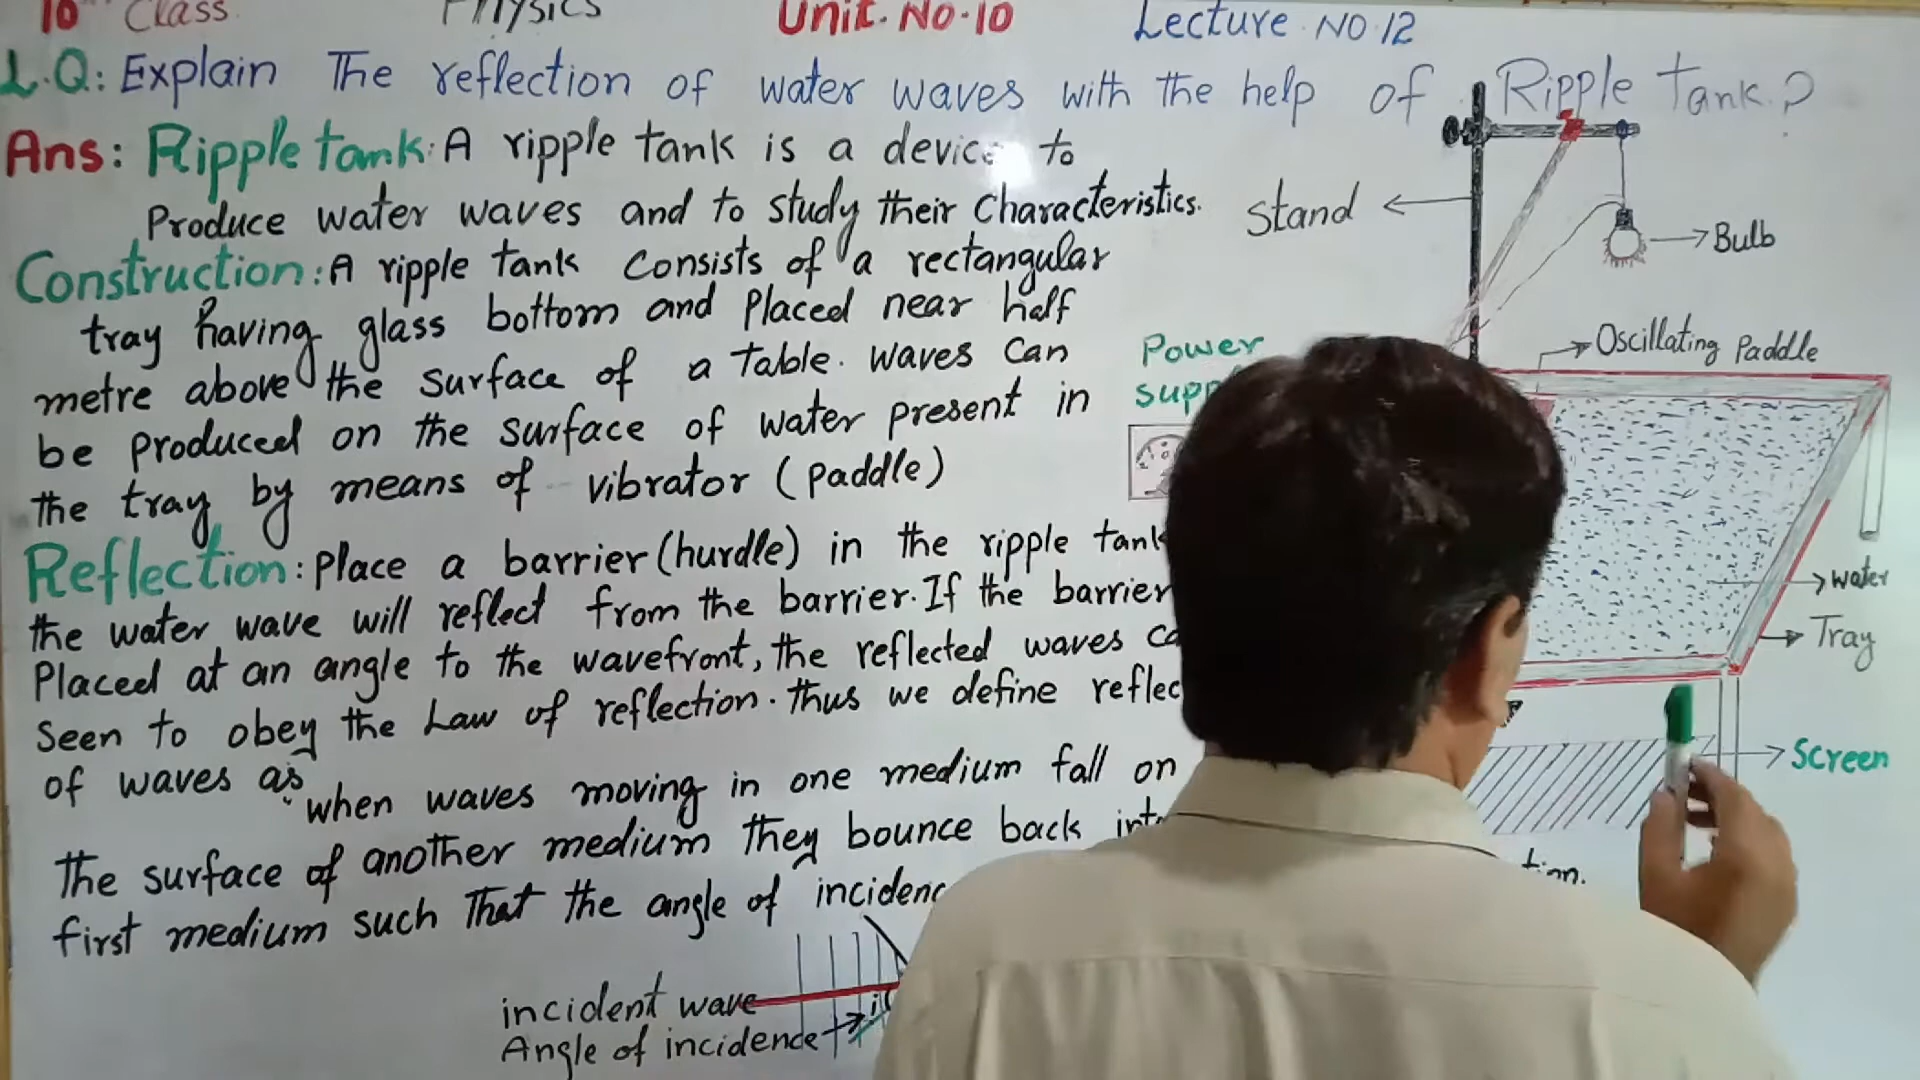 10 Class Physics Unit. No.10 Lecture NO.12
L.Q: Explain The reflection of water waves with the help of Ripple Tank?
Ans: Ripple tank: A ripple tank is a device to
Produce water waves and to study their Characteristics.
Construction: A ripple tank Consists of a rectangular
tray having glass bottom and Placed near half
metre above the surface of a Table. Waves Can
be produced on the surface of water present in
the tray by means of vibrator (paddle)
Reflection: place a barrier (hurdle) in the ripple tank
the water wave will reflect from the barrier. If the barrier
Placed at an angle to the wavefront, the reflected waves
Seen to obey the Law of reflection. Thus we define
of waves as
when waves moving in one medium fall on
The surface of another medium they bounce back
first medium such That the angle of
incident wave
Angle of incidence
i
Stand
Bulb
Power
Oscillating Paddle
water
Tray
Screen